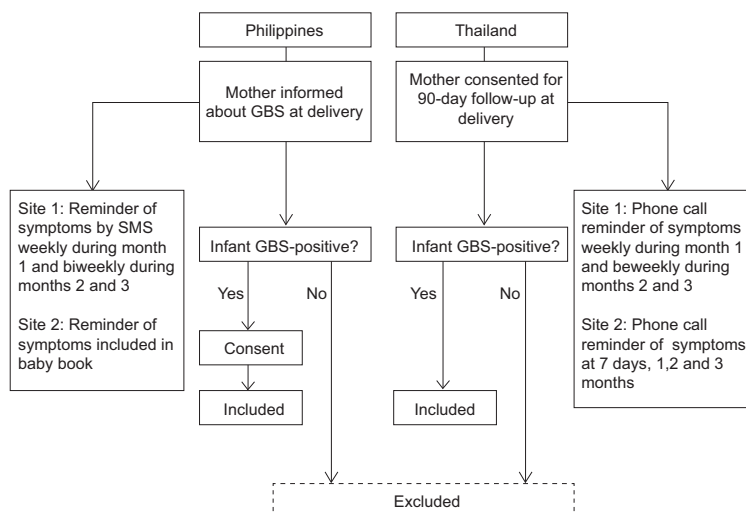 Philippines
Thailand
Mother informed
about GBS at delivery
Mother consented for
90-day follow-up at
delivery
Site 1: Reminder of
symptoms by SMS
weekly during month
1 and biweekly during
months 2 and 3
Site 2: Reminder of
symptoms included in
baby book
Infant GBS-positive?
Infant GBS-positive?
Site 1: Phone call
reminder of symptoms
weekly during month 1
and beweekly during
months 2 and 3
Site 2: Phone call
reminder of symptoms
at 7 days, 1,2 and 3
months
Yes
No
Yes
No
Consent
Included
Included
Excluded